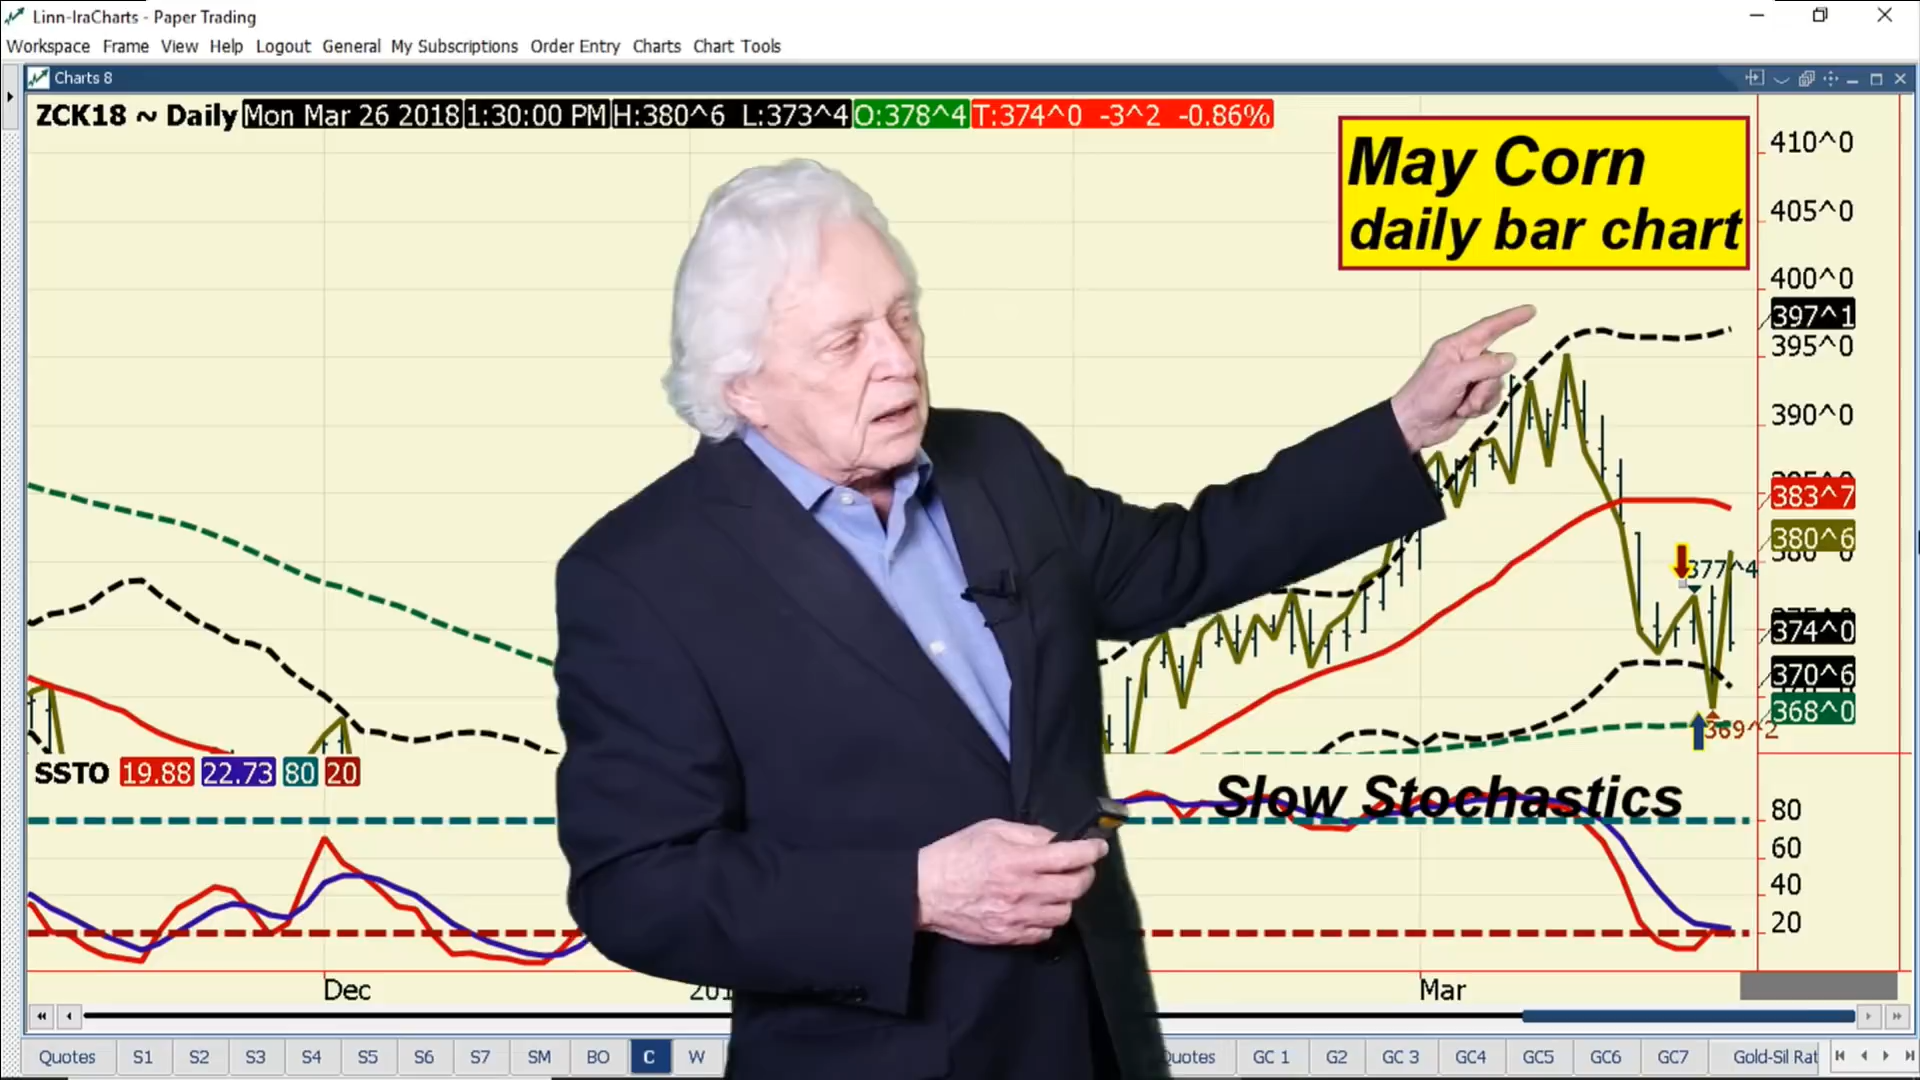 Linn-IraCharts - Paper Trading
Workspace Frame View Help Logout General My Subscriptions Order Entry Charts Chart Tools
Charts 8
ZCK18 ~ Daily Mon Mar 26 2018 1:30:00 PM H:380^6 L:373^4 O:378^4 T:374^0 -3^2 -0.86%
May Corn
daily bar chart
410^0
405^0
400^0
397^1
395^0
390^0
383^7
380^6
377^4
374^0
370^6
368^0
369^2
SSTO 19.88 22.73 80 20
Slow Stochastics
80
60
40
20
Dec
Mar
Quotes S1 S2 S3 S4 S5 S6 S7 SM BO C W Quotes GC 1 G2 GC 3 GC4 GC5 GC6 GC7 Gold-Sil Rat